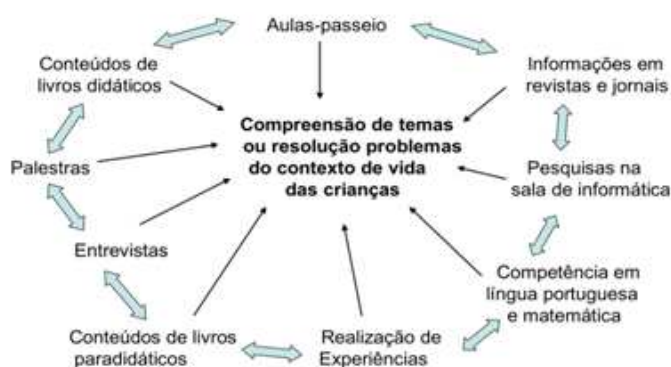 Aulas-passeio
Conteúdos de
livros didáticos
Informações em
revistas e jornais
Compreensão de temas
ou resolução problemas
do contexto de vida
das crianças
Palestras
Pesquisas na
sala de informática
Entrevistas
Competência em
língua portuguesa
e matemática
Conteúdos de livros
paradidáticos
Realização de
Experiências